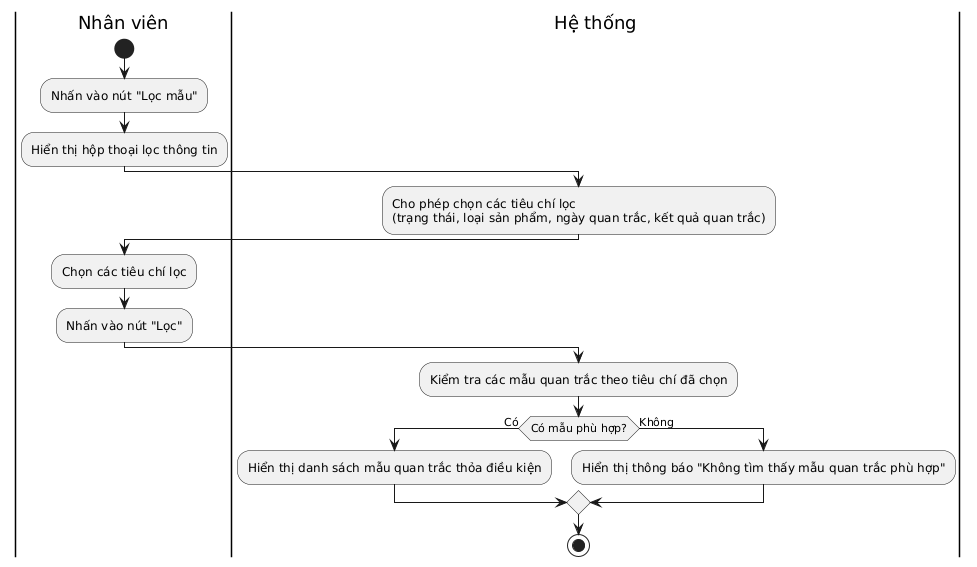 Nhân viên
Hệ thống
Nhấn vào nút "Lọc mẫu"
Hiển thị hộp thoại lọc thông tin
Cho phép chọn các tiêu chí lọc
(trạng thái, loại sản phẩm, ngày quan trắc, kết quả quan trắc)
Chọn các tiêu chí lọc
Nhấn vào nút "Lọc"
Kiểm tra các mẫu quan trắc theo tiêu chí đã chọn
Có
Có mẫu phù hợp?
Không
Hiển thị danh sách mẫu quan trắc thỏa điều kiện
Hiển thị thông báo "Không tìm thấy mẫu quan trắc phù hợp"